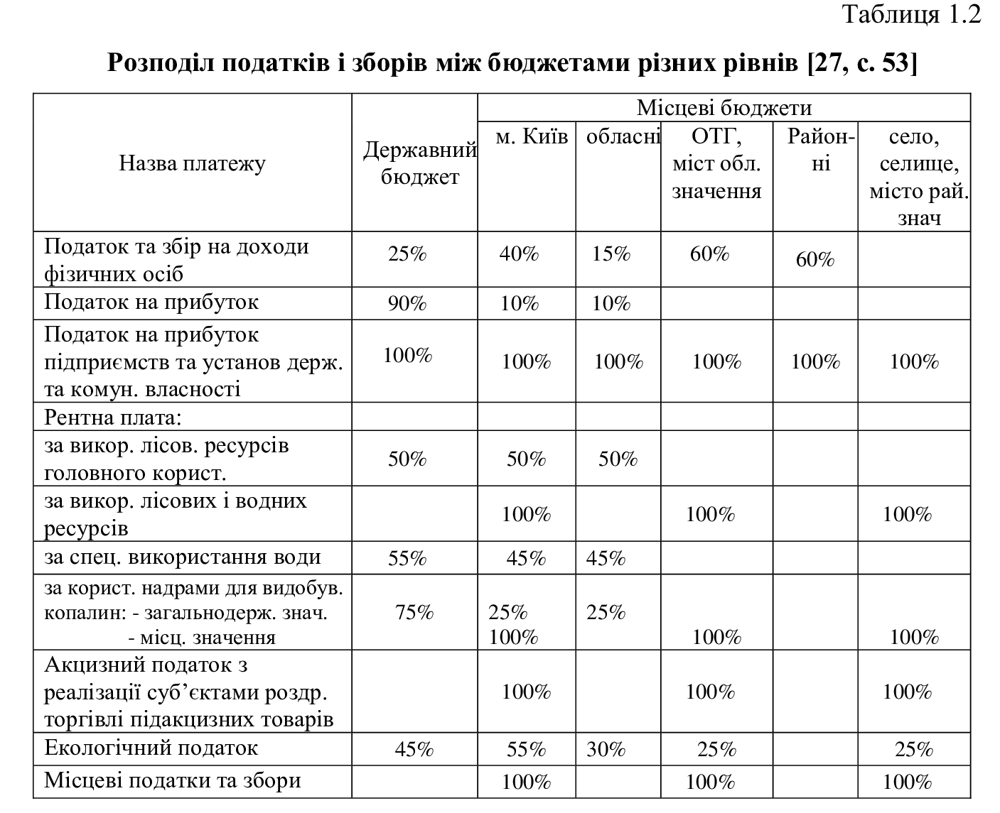 Таблиця 1.2
Розподіл податків і зборів між бюджетами різних рівнів [27, с. 53]
Назва платежу
Державний
бюджет
Місцеві бюджети
м. Київ
обласні
ОТГ,
міст обл.
значення
Район-
ні
село,
селище,
місто рай.
знач
Податок та збір на доходи
фізичних осіб
25%
40%
15%
60%
60%
Податок на прибуток
90%
10%
10%
Податок на прибуток
підприємств та установ держ.
та комун. власності
100%
100%
100%
100%
100%
100%
Рентна плата:
за викор. лісов. ресурсів
головного корист.
50%
50%
50%
за викор. лісових і водних
ресурсів
100%
100%
100%
за спец. використання води
55%
45%
45%
за корист. надрами для видобув.
копалин: - загальнодерж. знач.
- місц. значення
75%
25%
100%
25%
100%
100%
Акцизний податок з
реалізації суб’єктами роздр.
торгівлі підакцизних товарів
100%
100%
100%
Екологічний податок
45%
55%
30%
25%
25%
Місцеві податки та збори
100%
100%
100%